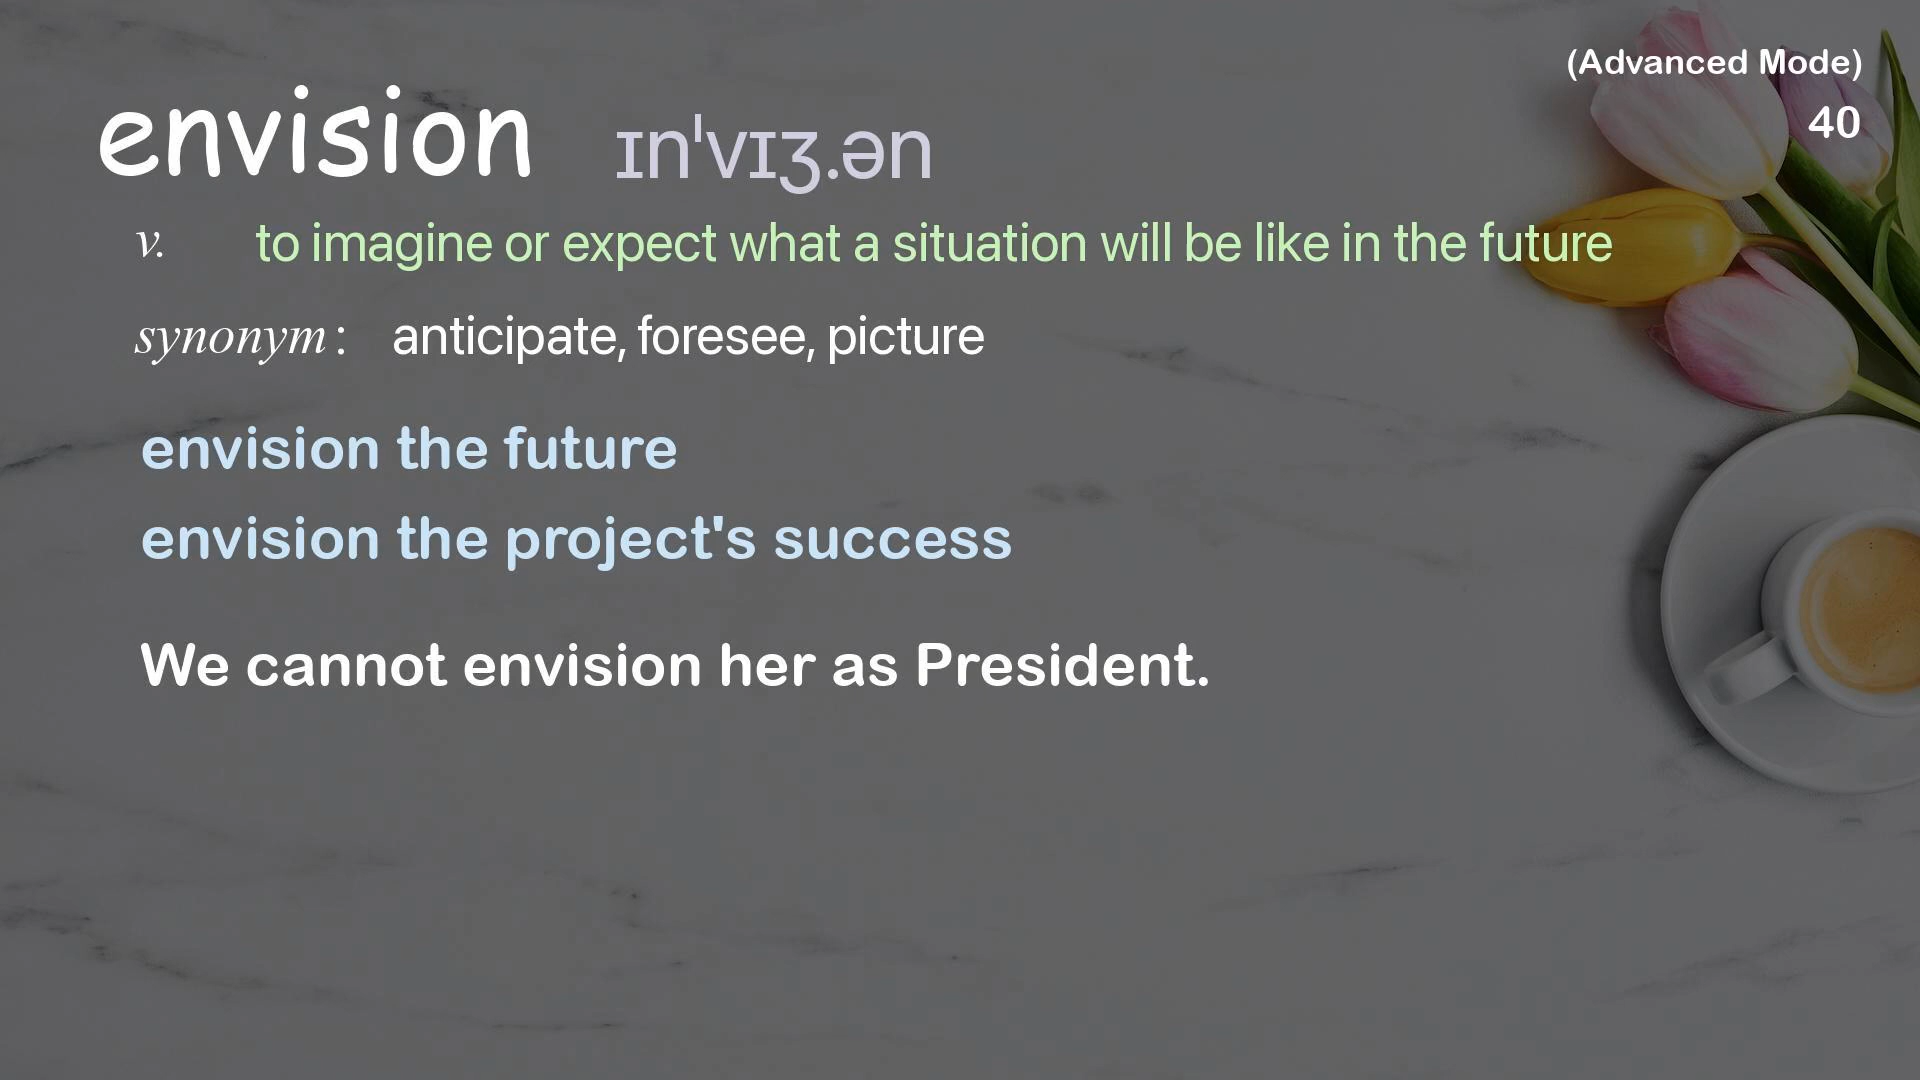 (Advanced Mode)
40
envision ɪnˈvɪʒ.ən
v. to imagine or expect what a situation will be like in the future
synonym: anticipate, foresee, picture
envision the future
envision the project's success
We cannot envision her as President.